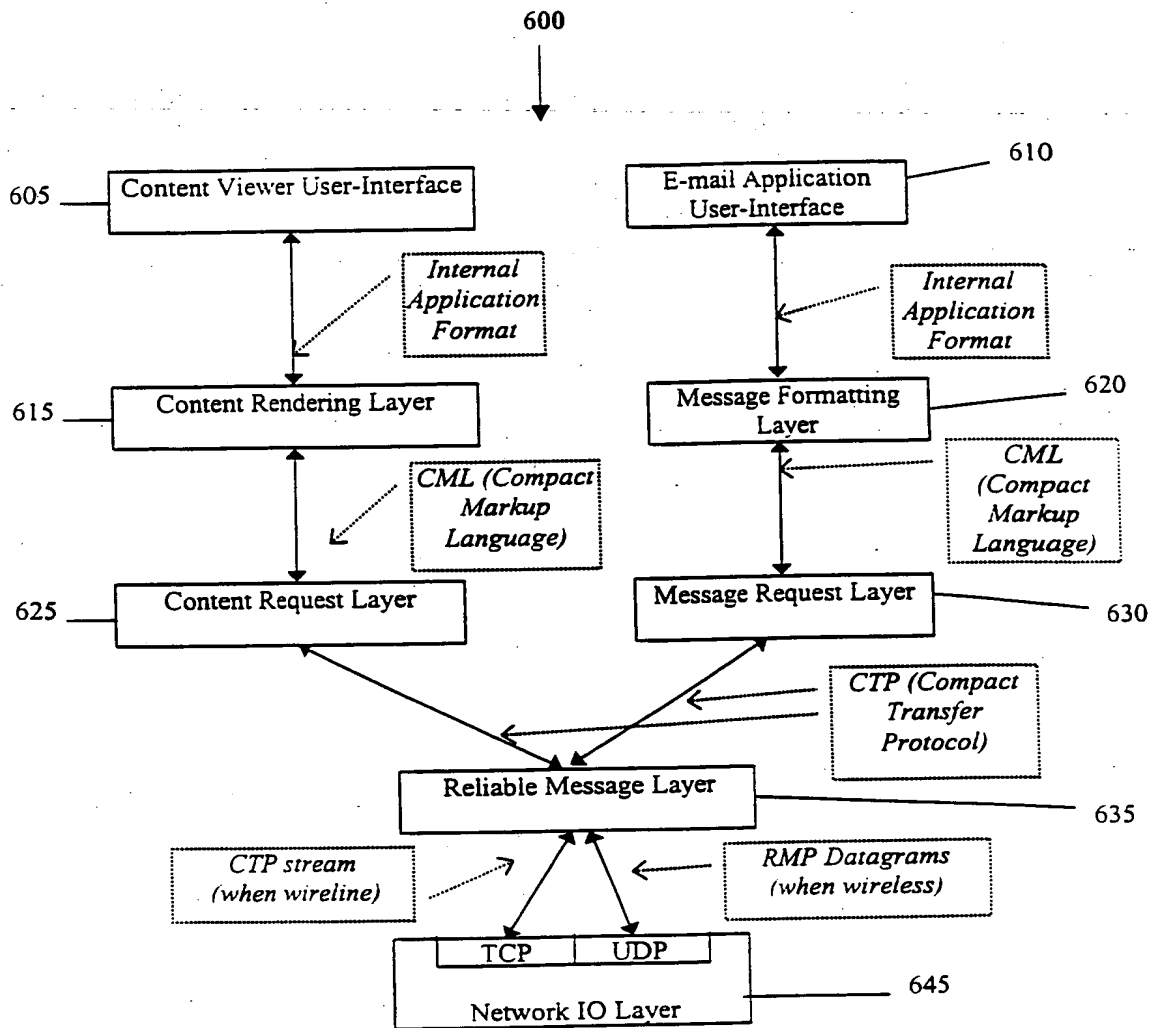 600
610
Content Viewer User-Interface
E-mail Application
User-Interface
605
Internal
Application
Format
Internal
Application
Format
615
Content Rendering Layer
Message Formatting
Layer
620
CML (Compact
Markup
Language)
CML
(Compact
Markup
Language)
625
Content Request Layer
Message Request Layer
630
CTP (Compact
Transfer
Protocol)
Reliable Message Layer
635
CTP stream
(when wireline)
RMP Datagrams
(when wireless)
TCP
UDP
Network IO Layer
645